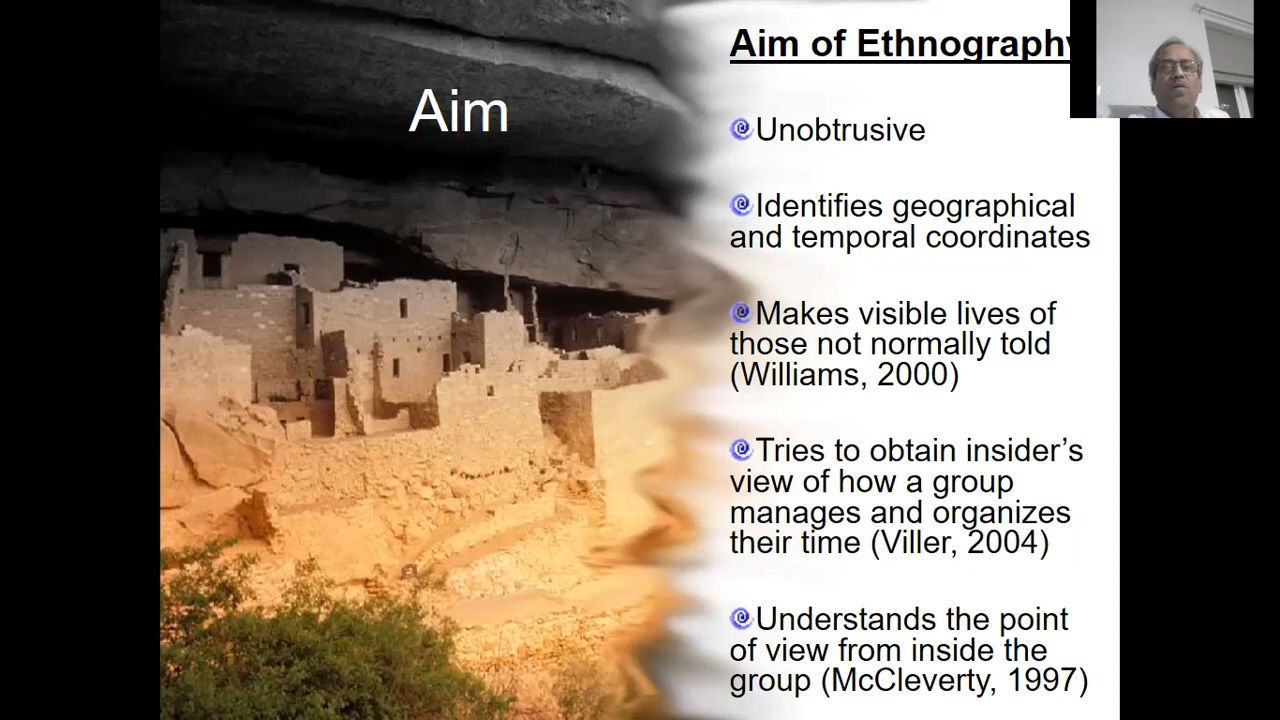 Aim
Aim of Ethnography
Unobtrusive
Identifies geographical
and temporal coordinates
Makes visible lives of
those not normally told
(Williams, 2000)
Tries to obtain insider’s
view of how a group
manages and organizes
their time (Viller, 2004)
Understands the point
of view from inside the
group (McCleverty, 1997)